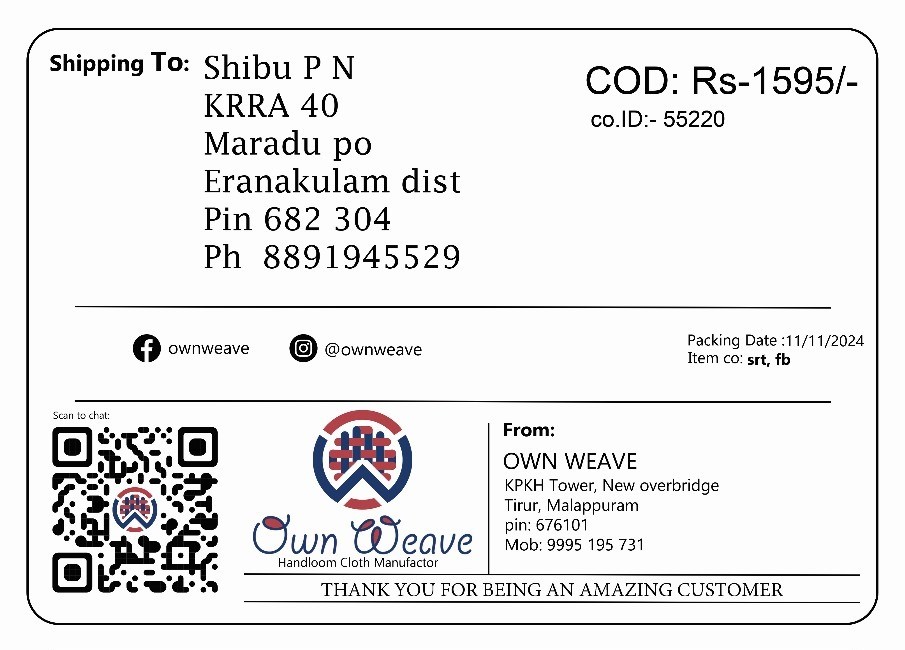 Shipping To: Shibu P N
KRRA 40
Maradu po
Eranakulam dist
Pin 682 304
Ph  8891945529
COD: Rs-1595/-
co.ID:- 55220
ownweave
@ownweave
Packing Date :11/11/2024
Item co: srt, fb
Scan to chat:
Own Weave
Handloom Cloth Manufactor
From:
OWN WEAVE
KPKH Tower, New overbridge
Tirur, Malappuram
pin: 676101
Mob: 9995 195 731
THANK YOU FOR BEING AN AMAZING CUSTOMER